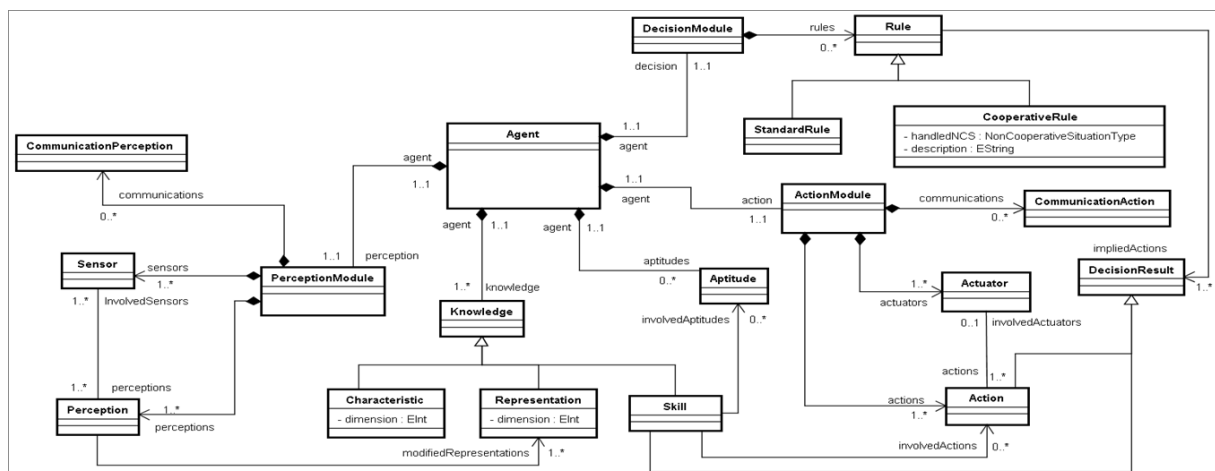 DecisionModule
rules
0..*
Rule
decision
1..1
StandardRule
CooperativeRule
- handledNCS : NonCooperativeSituationType
- description : EString
Agent
1..1
agent
CommunicationPerception
agent
1..1
1..1
agent
action
1..1
ActionModule
communications
0..*
CommunicationAction
communications
0..*
agent
1..1
agent
1..1
impliedActions
1..*
DecisionResult
Sensor
sensors
1..*
1..*
InvolvedSensors
1..1
perception
PerceptionModule
aptitudes
0..*
Aptitude
1..*
actuators
Actuator
knowledge
1..*
Knowledge
involvedAptitudes
0..*
0..1
involvedActuators
1..*
perceptions
Perception
1..*
perceptions
Characteristic
- dimension : EInt
Representation
- dimension : EInt
Skill
actions
1..*
actions
1..*
Action
modifiedRepresentations
1..*
involvedActions
0..*